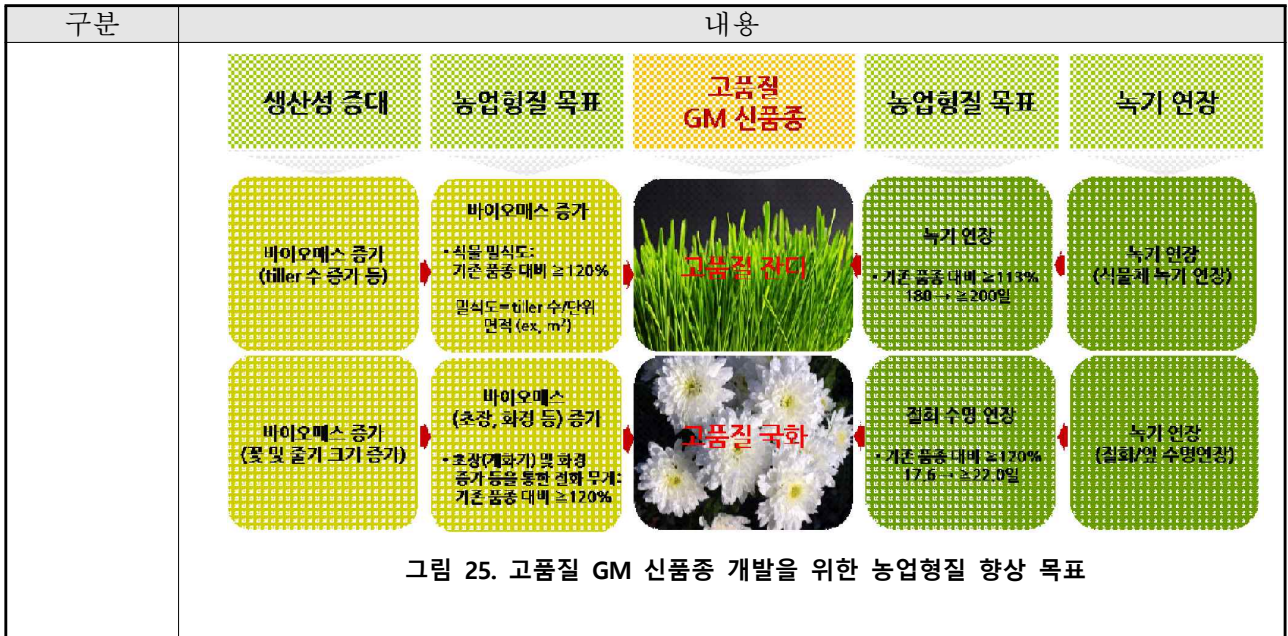 구분
내용
생산성 증대
농업형질 목표
고품질
GM 신품종
농업형질 목표
녹기 연장
바이오매스 증가
(tiller 수 증기 등)
바이오매스 증가
• 식물 밀식도:
기존 품종 대비 ≧120%
밀식도=tiller 수/단위
면적 (ex, m²)
고품질 잔디
녹기 연장
• 기존 품종 대비 ≧113%
180 → ≧200일
녹기 연장
(식물체 녹기 연장)
바이오매스 증가
(꽃 및 줄기 크기 증가)
바이오매스
(초장, 화경 등) 증가
• 초장(개화기) 및 화경
증가 등을 통한 절화 무게:
기존 품종 대비 ≧120%
고품질 국화
절화 수명 연장
• 기존 품종 대비 ≧120%
17.6 → ≧22.0일
녹기 연장
(절화/잎 수명연장)
그림 25. 고품질 GM 신품종 개발을 위한 농업형질 향상 목표